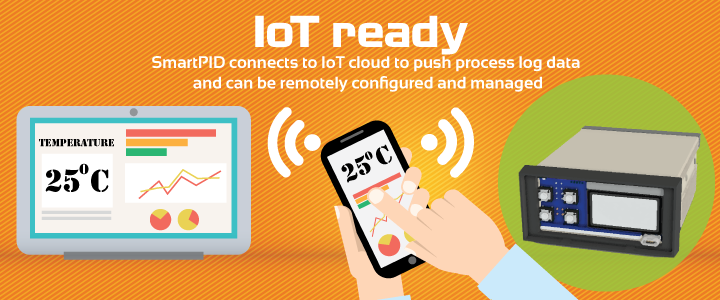 IoT ready
SmartPID connects to IoT cloud to push process log data
and can be remotely configured and managed
TEMPERATURE
25°C
25°C